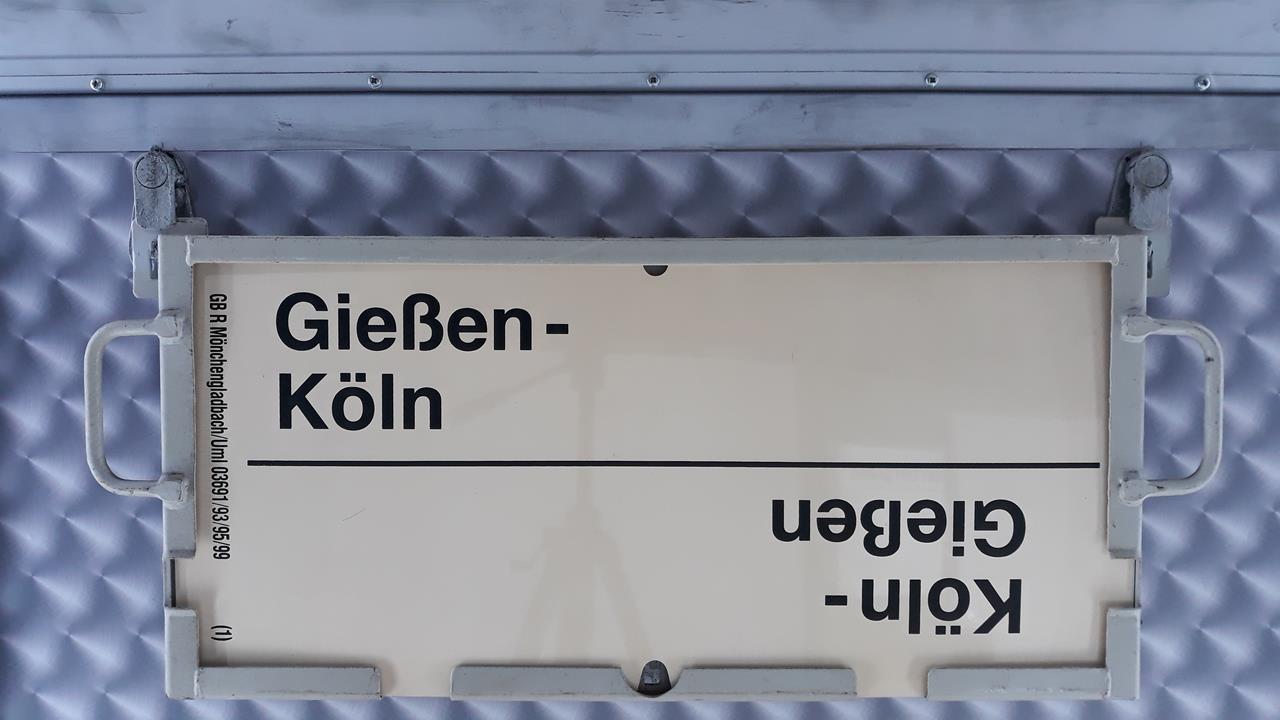 Gießen-
Köln
Köln-
Gießen
GB R Mönchengladbach/Uml 03691/93/95/99
(1)